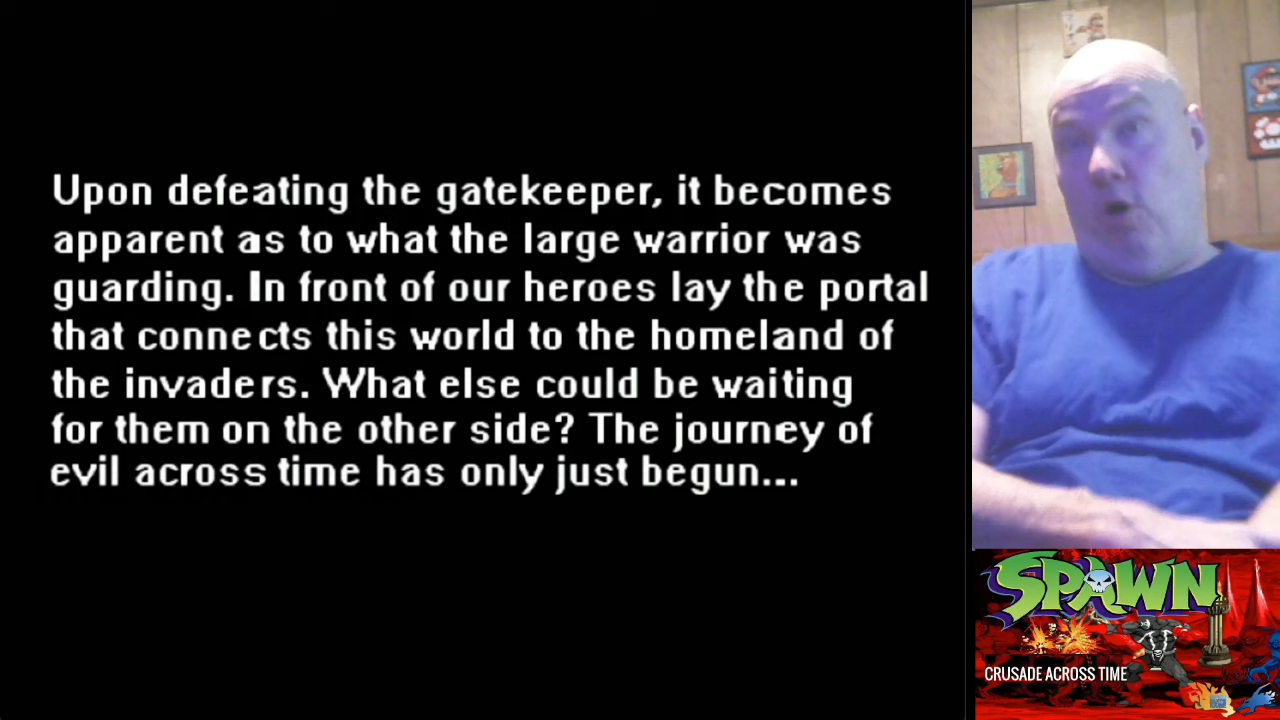 Upon defeating the gatekeeper, it becomes
apparent as to what the large warrior was
guarding. In front of our heroes lay the portal
that connects this world to the homeland of
the invaders. What else could be waiting
for them on the other side? The journey of
evil across time has only just begun...
SPAWN
CRUSADE ACROSS TIME